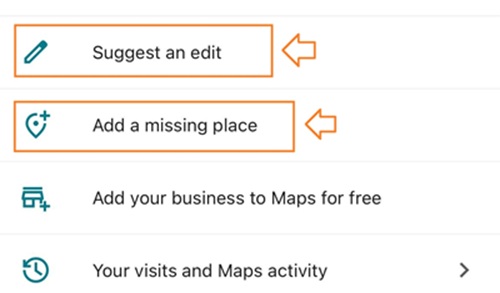 Suggest an edit
Add a missing place
Add your business to Maps for free
Your visits and Maps activity